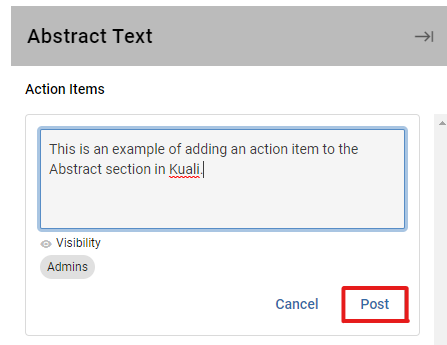 Abstract Text
Action Items
This is an example of adding an action item to the
Abstract section in Kuali.
Visibility
Admins
Cancel Post